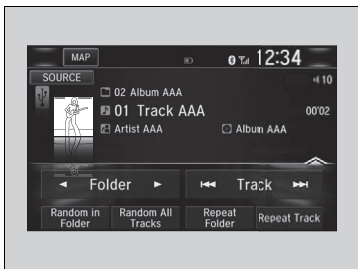 MAP
12:34
SOURCE
10
02 Album AAA
01 Track AAA
00'02
Artist AAA
Album AAA
Folder
Track
Random in Folder
Random All Tracks
Repeat Folder
Repeat Track